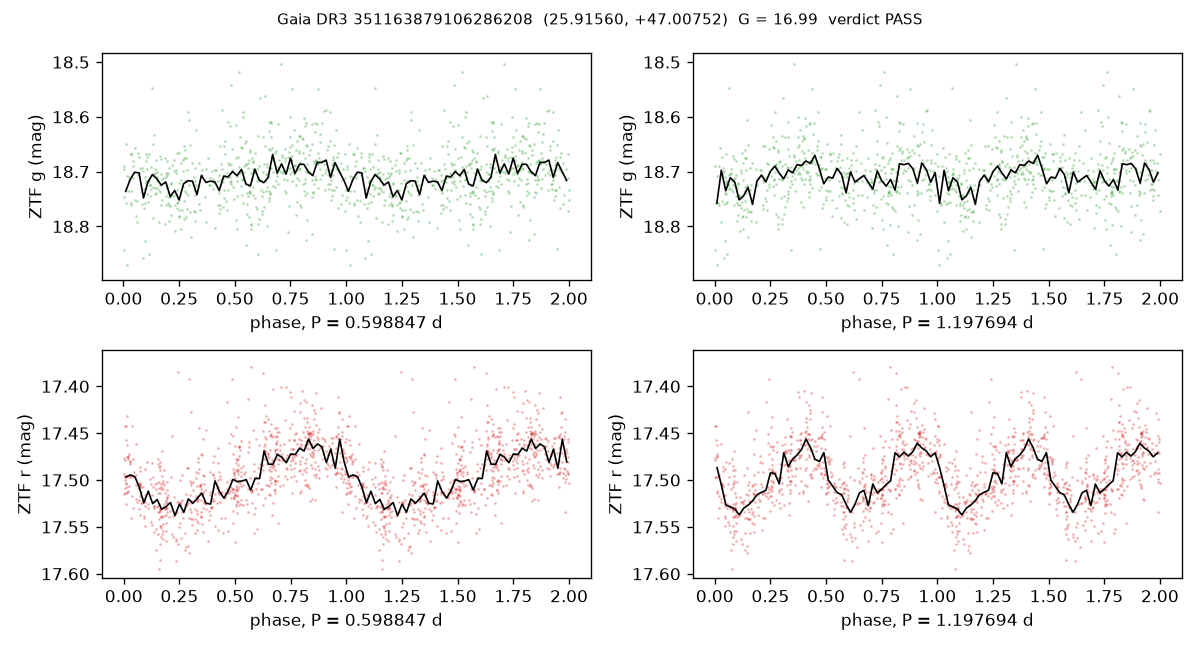 Gaia DR3 351163879106286208 (25.91560, +47.00752) G = 16.99 verdict PASS
ZTF g (mag)
18.5
18.6
18.7
18.8
0.00 0.25 0.50 0.75 1.00 1.25 1.50 1.75 2.00
phase, P = 0.598847 d
ZTF g (mag)
18.5
18.6
18.7
18.8
0.00 0.25 0.50 0.75 1.00 1.25 1.50 1.75 2.00
phase, P = 1.197694 d
ZTF r (mag)
17.40
17.45
17.50
17.55
17.60
0.00 0.25 0.50 0.75 1.00 1.25 1.50 1.75 2.00
phase, P = 0.598847 d
ZTF r (mag)
17.40
17.45
17.50
17.55
17.60
0.00 0.25 0.50 0.75 1.00 1.25 1.50 1.75 2.00
phase, P = 1.197694 d